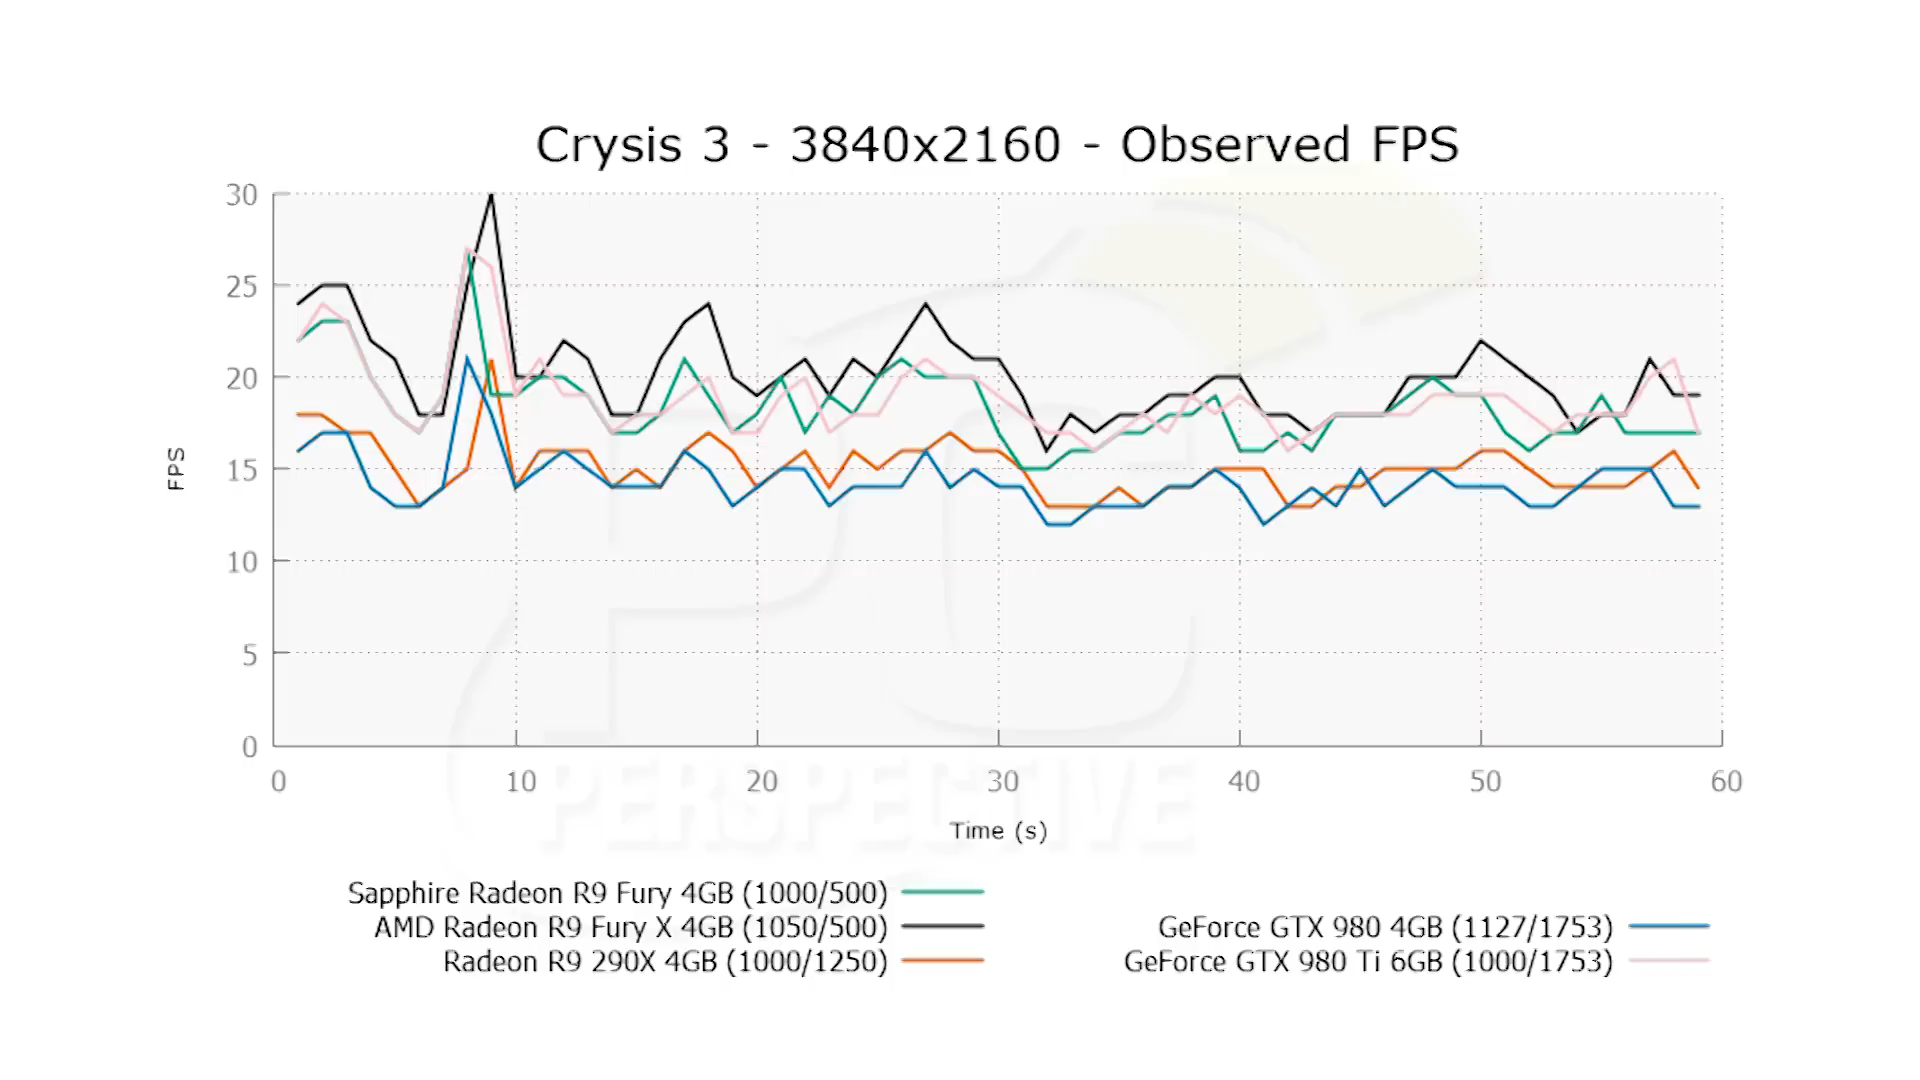 Crysis 3 - 3840x2160 - Observed FPS
30
25
20
15
10
5
0
FPS
0 10 20 30 40 50 60
Time (s)
PERSPECTIVE
PC
Sapphire Radeon R9 Fury 4GB (1000/500)
AMD Radeon R9 Fury X 4GB (1050/500)
Radeon R9 290X 4GB (1000/1250)
GeForce GTX 980 4GB (1127/1753)
GeForce GTX 980 Ti 6GB (1000/1753)